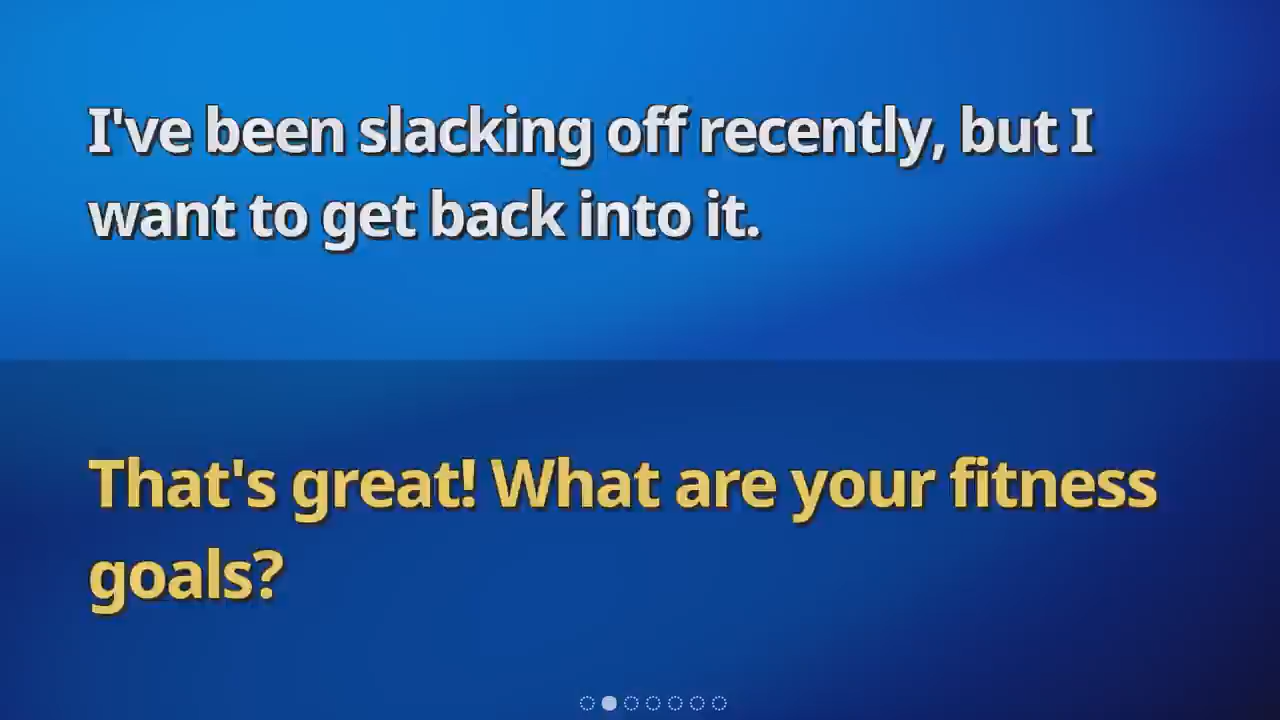 I've been slacking off recently, but I
want to get back into it.
That's great! What are your fitness
goals?